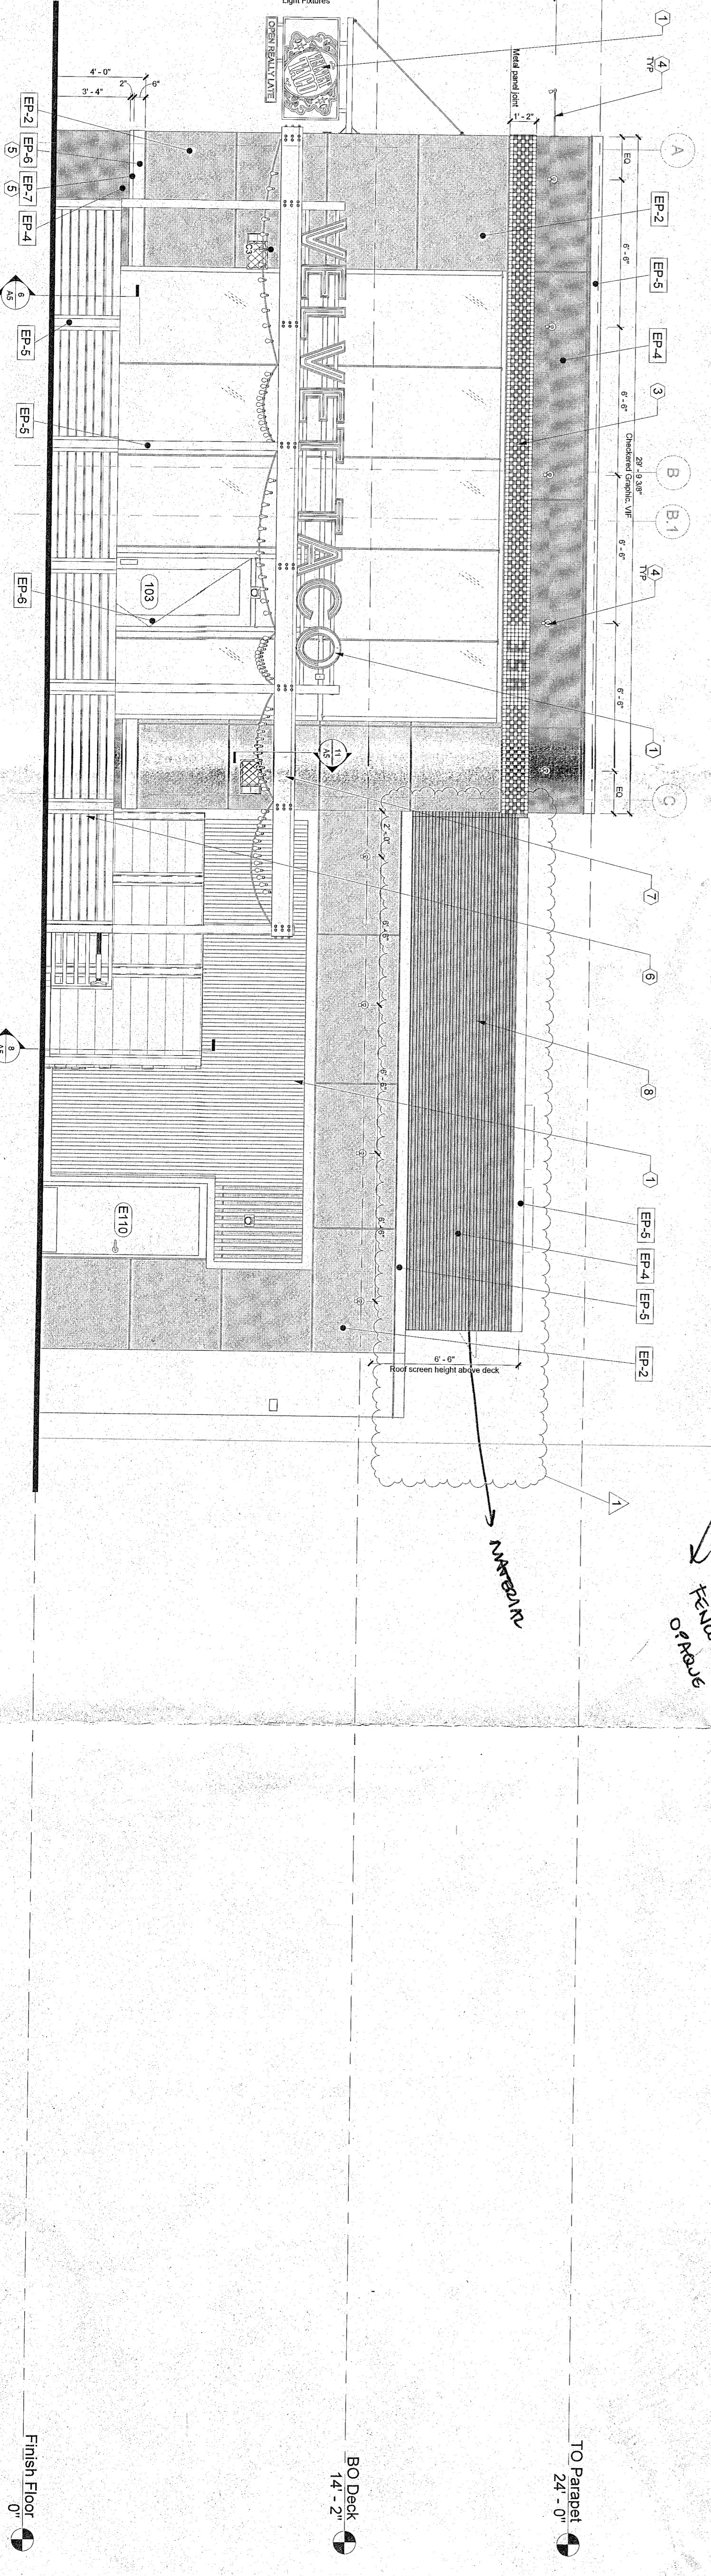 Light Fixtures
1
4
TYP
A
EQ
6' - 6"
6' - 6"
29' - 9 3/8"
Checkered Graphic, VIF
6' - 6"
6' - 6"
EQ
B
B.1
4
TYP
C
EP-5
EP-4
3
1
7
6
8
1
EP-5
EP-4
EP-5
EP-2
Metal panel joint
1' - 2"
EP-2
OPEN REALLY LATE
VELVET TACO
C3
4' - 0"
3' - 4"
2"
6"
EP-2
EP-6
5
EP-7
5
EP-4
6
A5
EP-5
EP-5
103
EP-6
11
A5
2' - 0"
6' - 6"
6' - 6"
6' - 6"
8
A5
E110
6' - 6"
Roof screen height above deck
1
MATERIAL
OPAQUE
TO Parapet
24' - 0"
BO Deck
14' - 2"
Finish Floor
0"